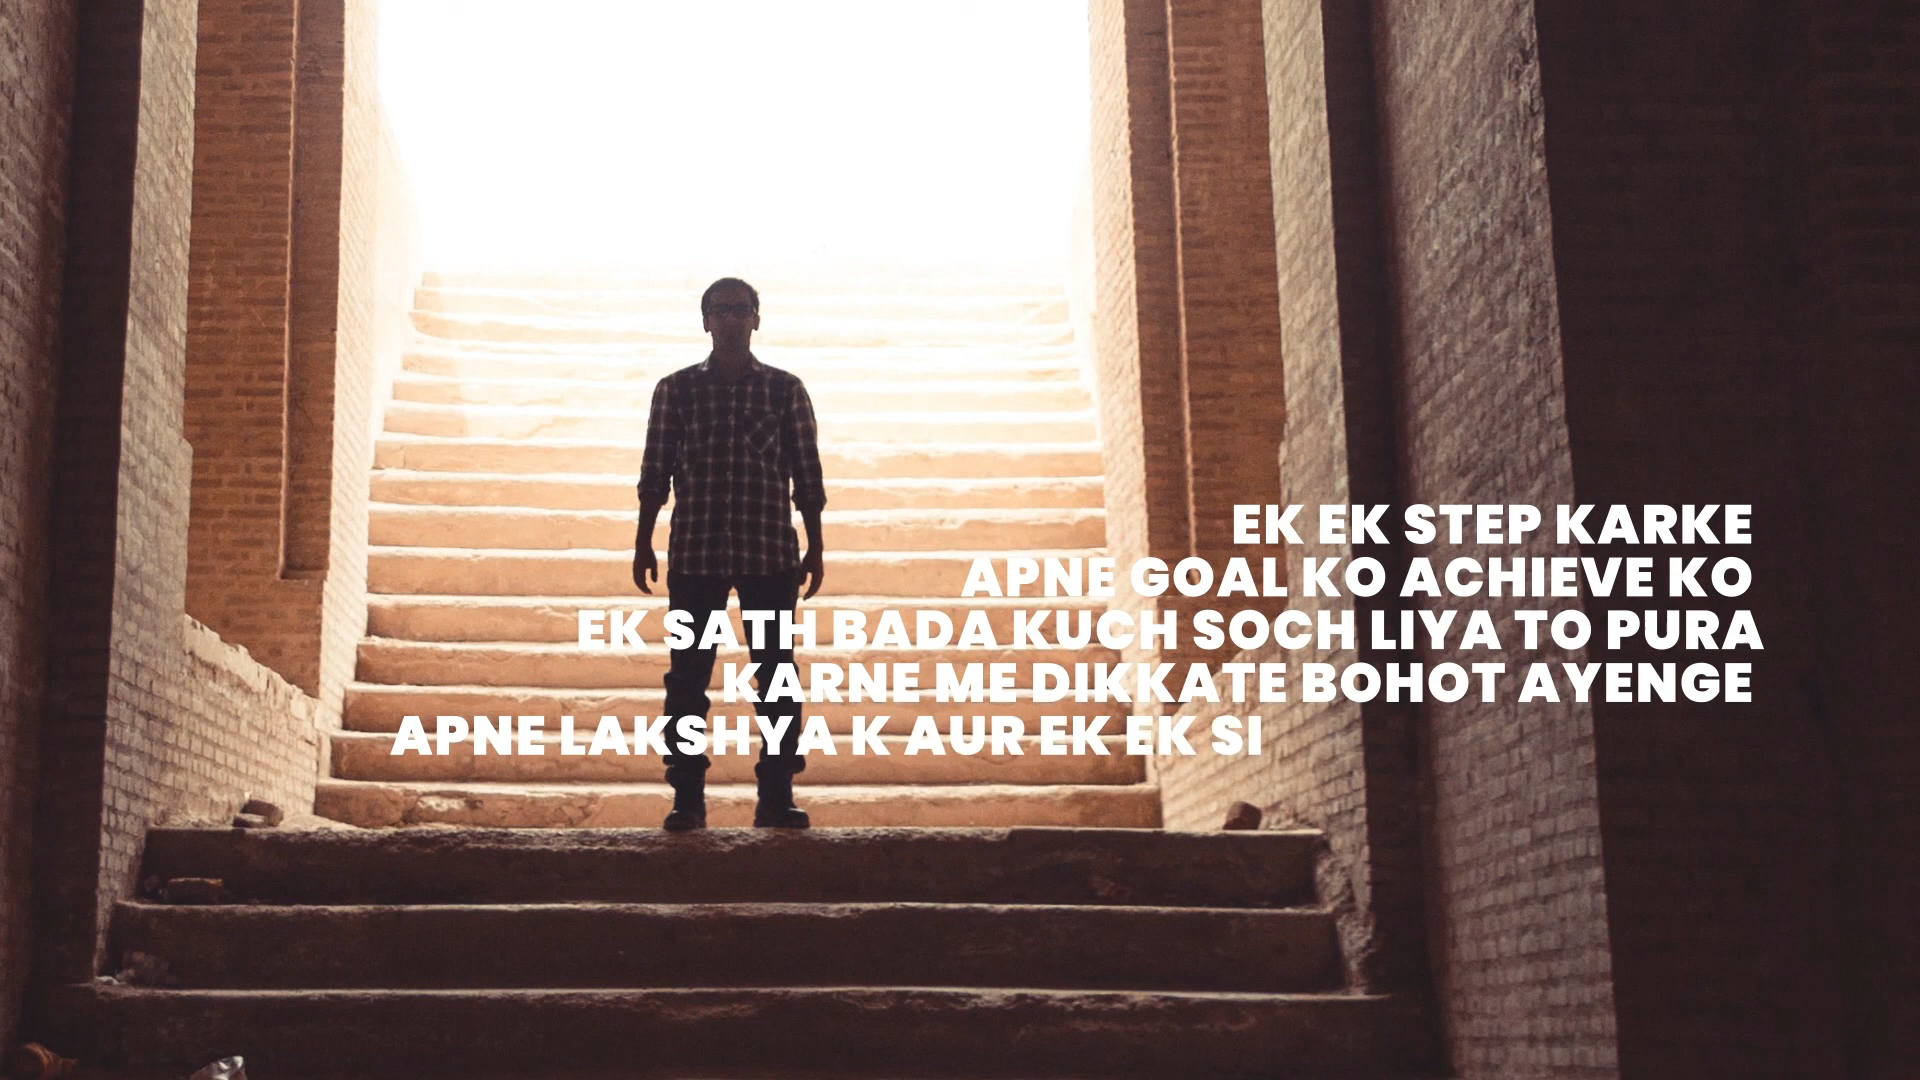 EK EK STEP KARKE
APNE GOAL KO ACHIEVE KO
EK SATH BADA KUCH SOCH LIYA TO PURA
KARNE ME DIKKATE BOHOT AYENGE
APNE LAKSHYA K AUR EK EK SI